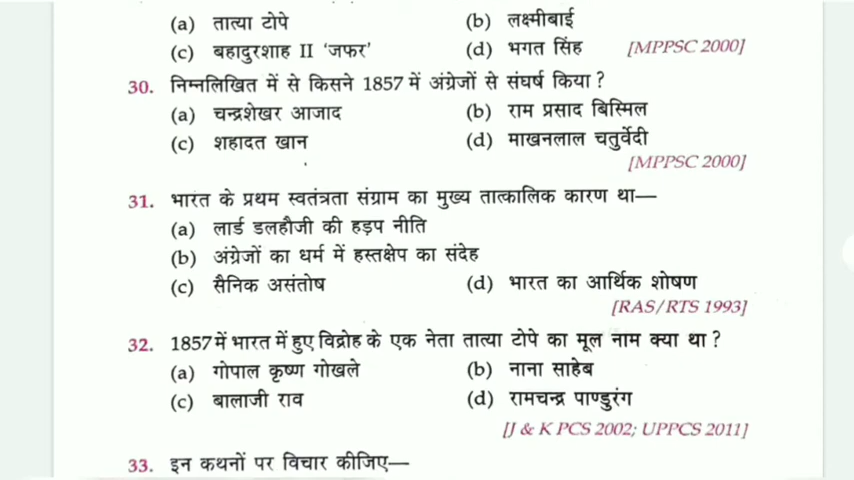 (a) तात्या टोपे (b) लक्ष्मीबाई
(c) बहादुरशाह II 'जफर' (d) भगत सिंह [MPPSC 2000]
30. निम्नलिखित में से किसने 1857 में अंग्रेजों से संघर्ष किया ?
(a) चन्द्रशेखर आजाद (b) राम प्रसाद बिस्मिल
(c) शहादत खान (d) माखनलाल चतुर्वेदी
[MPPSC 2000]
31. भारत के प्रथम स्वतंत्रता संग्राम का मुख्य तात्कालिक कारण था—
(a) लार्ड डलहौजी की हड़प नीति
(b) अंग्रेजों का धर्म में हस्तक्षेप का संदेह
(c) सैनिक असंतोष (d) भारत का आर्थिक शोषण
[RAS/RTS 1993]
32. 1857 में भारत में हुए विद्रोह के एक नेता तात्या टोपे का मूल नाम क्या था ?
(a) गोपाल कृष्ण गोखले (b) नाना साहेब
(c) बालाजी राव (d) रामचन्द्र पाण्डुरंग
[J & K PCS 2002; UPPCS 2011]
33. इन कथनों पर विचार कीजिए—